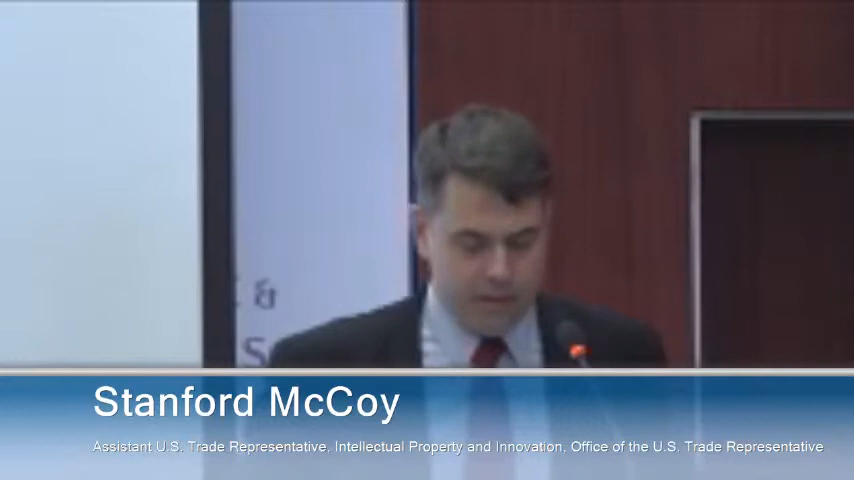 &
S
Stanford McCoy
Assistant U.S. Trade Representative, Intellectual Property and Innovation, Office of the U.S. Trade Representative